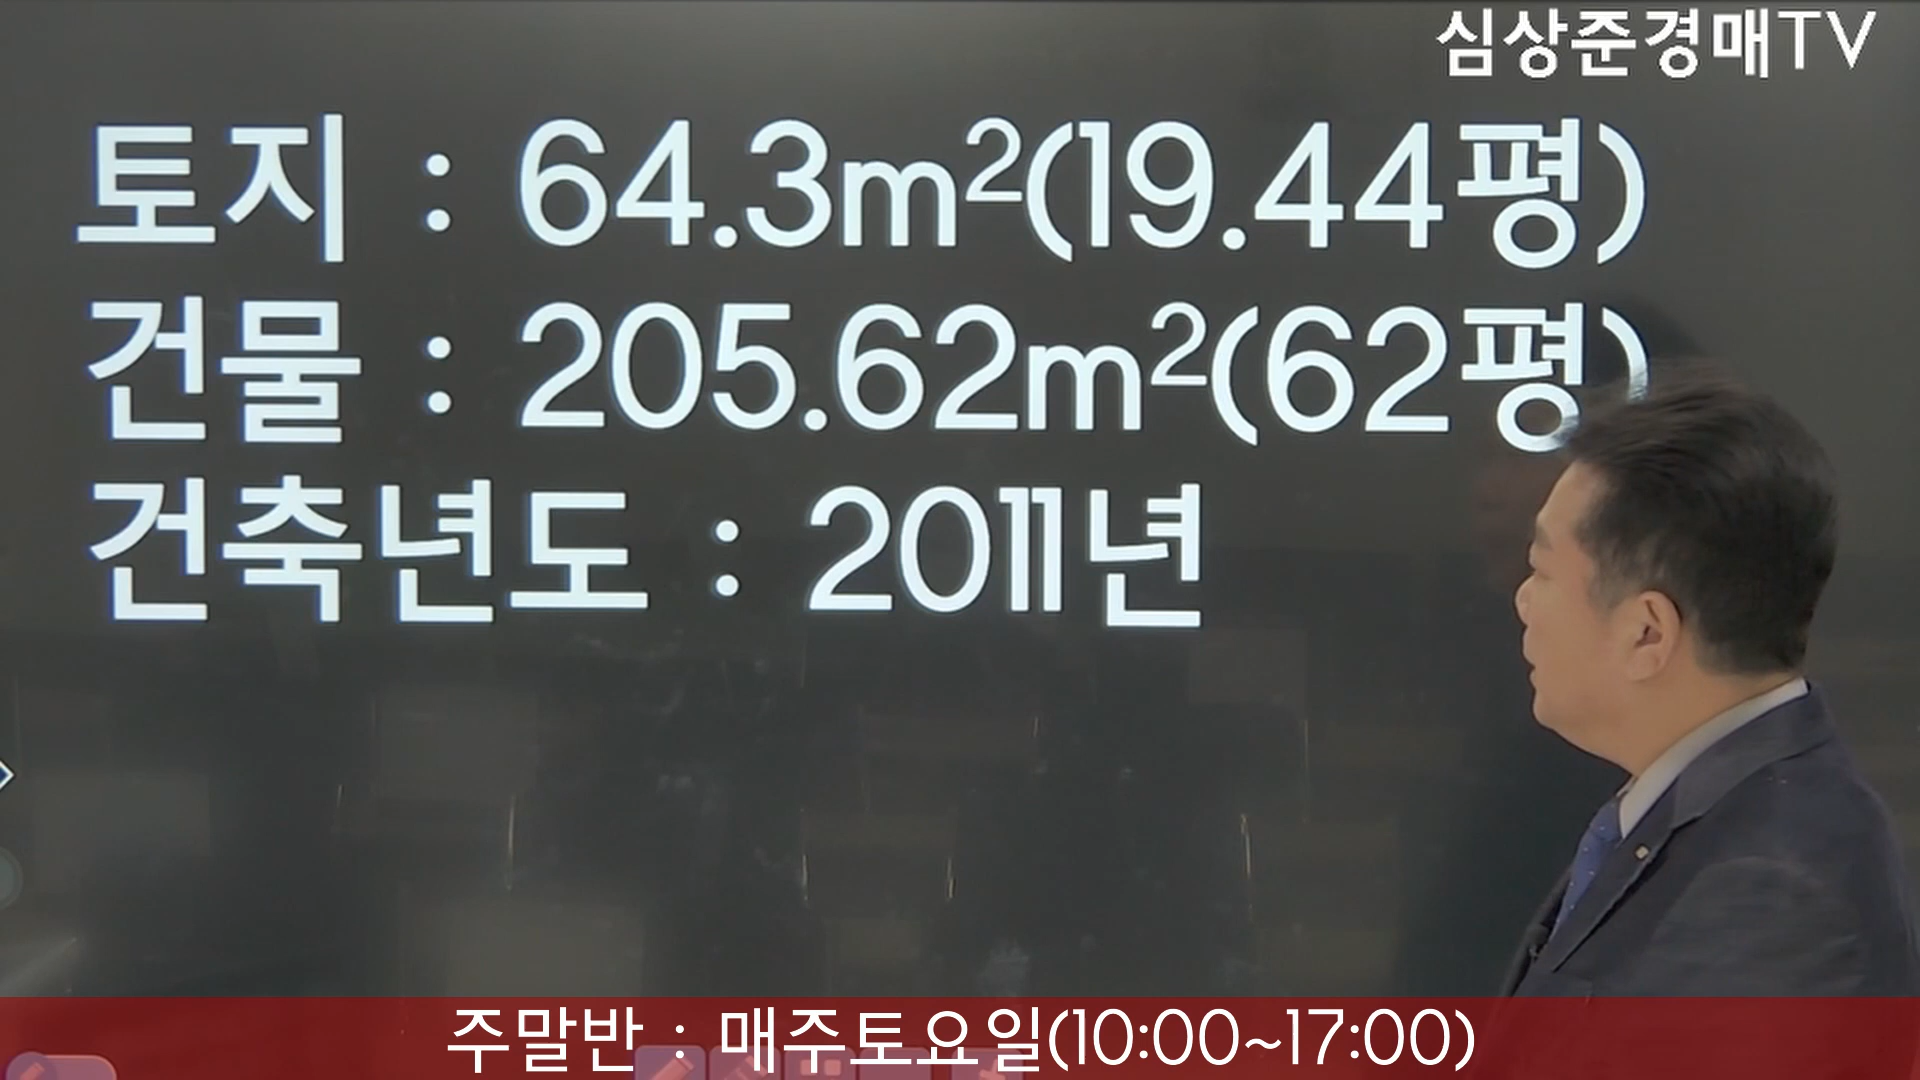 심상준경매TV
토지 : 64.3m²(19.44평)
건물 : 205.62m²(62평)
건축년도 : 2011년
주말반 : 매주토요일(10:00~17:00)